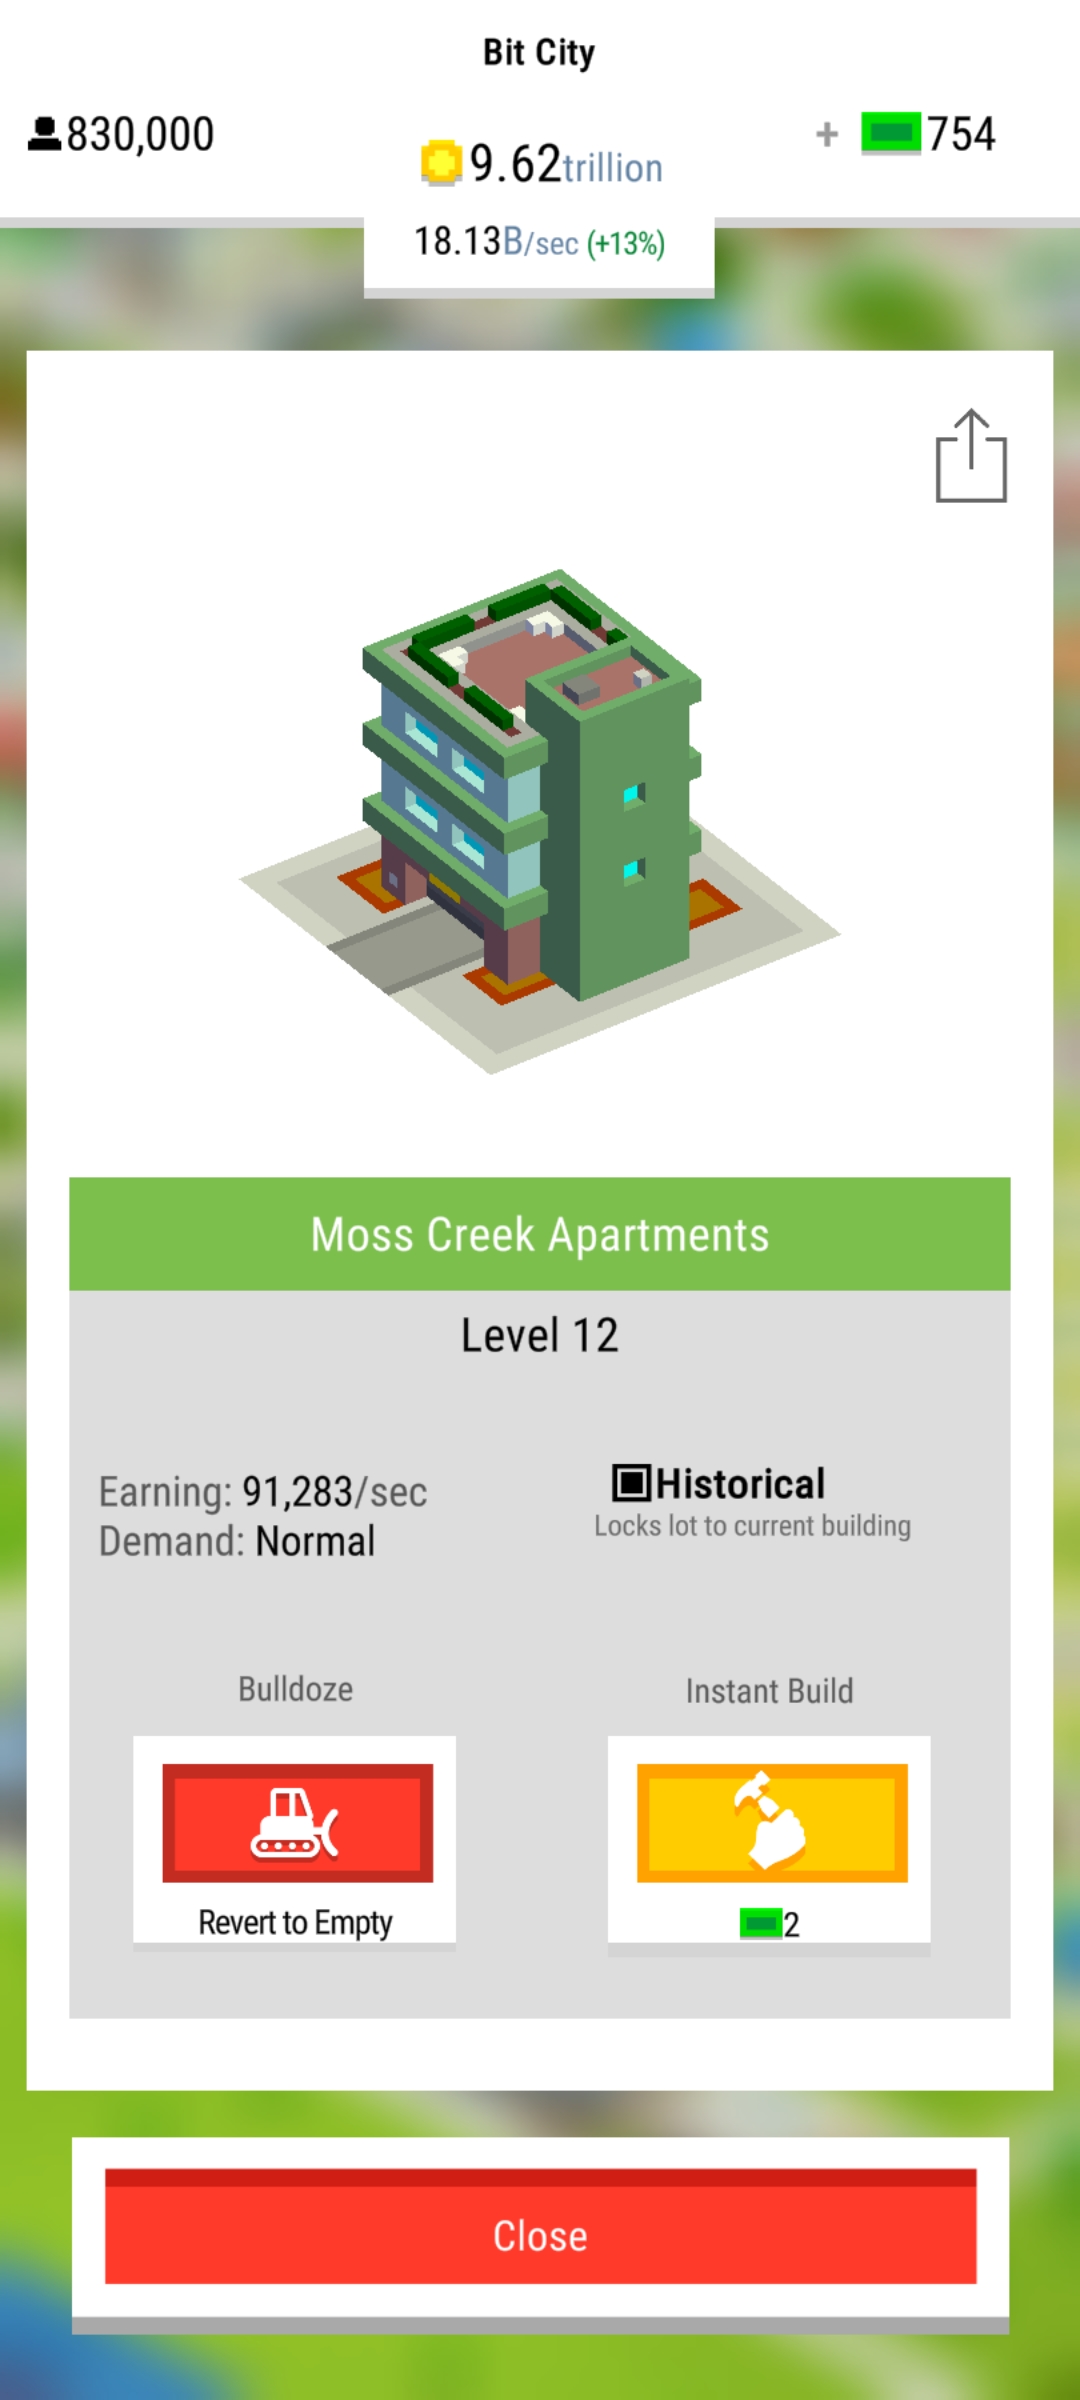 Bit City
830,000
9.62trillion
+ 754
18.13B/sec (+13%)
Moss Creek Apartments
Level 12
Earning: 91,283/sec
Demand: Normal
Historical
Locks lot to current building
Bulldoze
Instant Build
Revert to Empty
2
Close